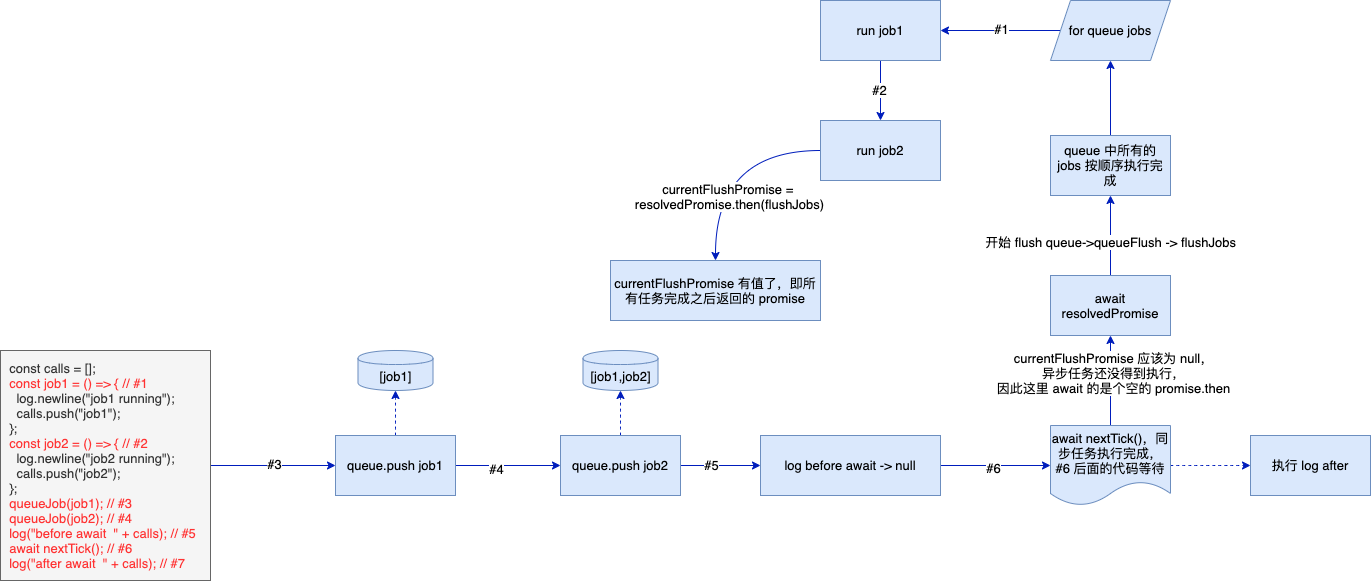 run job1
#1
for queue jobs
#2
run job2
queue 中所有的
jobs 按顺序执行完
成
currentFlushPromise =
resolvedPromise.then(flushJobs)
开始 flush queue->queueFlush -> flushJobs
currentFlushPromise 有值了，即所
有任务完成之后返回的 promise
await
resolvedPromise
currentFlushPromise 应该为 null，
异步任务还没得到执行，
因此这里 await 的是个空的 promise.then
const calls = [];
const job1 = () => { // #1
log.newline("job1 running");
calls.push("job1");
};
const job2 = () => { // #2
log.newline("job2 running");
calls.push("job2");
};
queueJob(job1); // #3
queueJob(job2); // #4
log("before await  " + calls); // #5
await nextTick(); // #6
log("after await  " + calls); // #7
#3
[job1]
queue.push job1
#4
[job1,job2]
queue.push job2
#5
log before await -> null
#6
await nextTick()，同
步任务执行完成，
#6 后面的代码等待
执行 log after